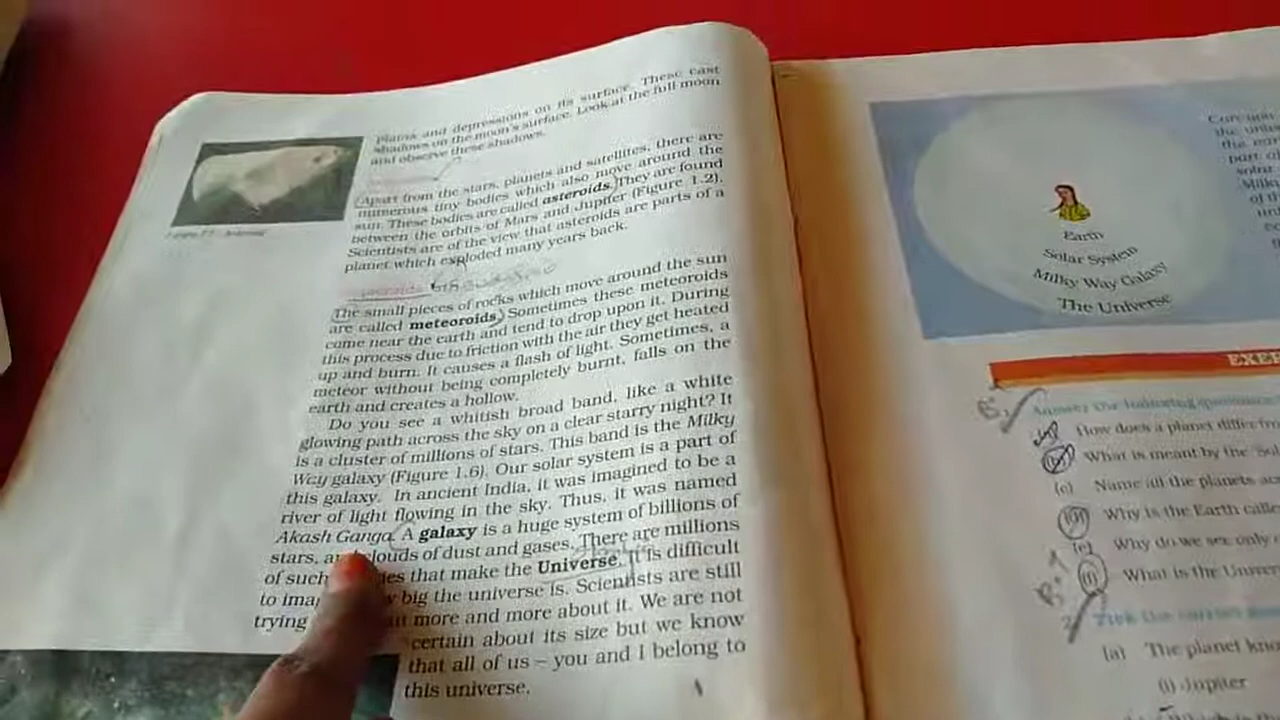 Plains and depressions on its surface. These cast
shadows on the moon's surface. Look at the full moon
and observe these shadows.
Apart from the stars, planets and satellites, there are
numerous tiny bodies which also move around the
sun. These bodies are called asteroids. They are found
between the orbits of Mars and Jupiter (Figure 1.2).
Scientists are of the view that asteroids are parts of a
planet which exploded many years back.
The small pieces of rocks which move around the sun
are called meteoroids. Sometimes these meteoroids
come near the earth and tend to drop upon it. During
this process due to friction with the air they get heated
up and burn. It causes a flash of light. Sometimes, a
meteor without being completely burnt, falls on the
earth and creates a hollow.
Do you see a whitish broad band, like a white
glowing path across the sky on a clear starry night? It
is a cluster of millions of stars. This band is the Milky
Way galaxy (Figure 1.6). Our solar system is a part of
this galaxy. In ancient India, it was imagined to be a
river of light flowing in the sky. Thus, it was named
Akash Ganga. A galaxy is a huge system of billions of
stars, clouds of dust and gases. There are millions
of such that make the Universe. It is difficult
to big the universe is. Scientists are still
trying more and more about it. We are not
certain about its size but we know
that all of us – you and I belong to
this universe.
Earth
Solar System
Milky Way Galaxy
The Universe
EXER
Answer the following
How does a planet differ
(b) What is meant by the 'Sol
(c) Name all the planets
(d) Why is the Earth calle
(e) Why do we see only
(f) What is the Univers
2. Tick the correct
(a) The planet kno
(i) Jupiter